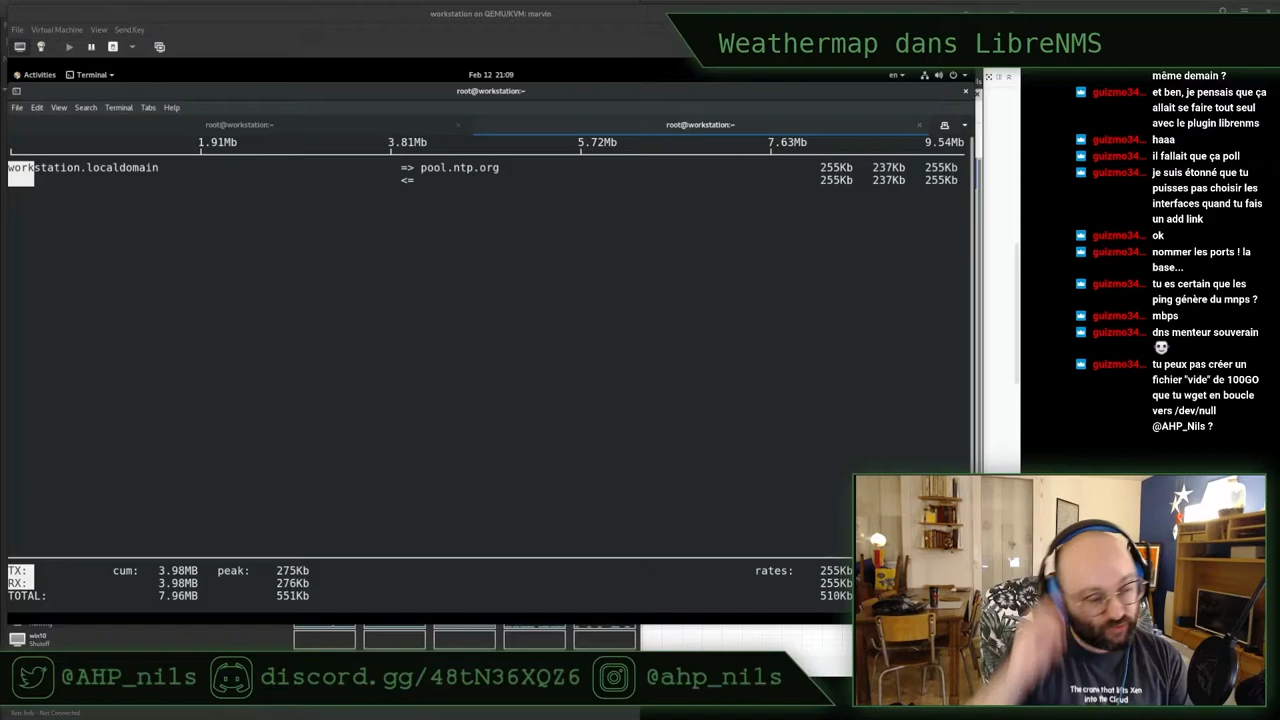 workstation on QEMU/KVM: marvin
File Virtual Machine View Send Key
Weathermap dans LibreNMS
Activities Terminal Feb 12 21:09 en
root@workstation:~
File Edit View Search Terminal Tabs Help
root@workstation:~ root@workstation:~
1.91Mb 3.81Mb 5.72Mb 7.63Mb 9.54Mb
workstation.localdomain => pool.ntp.org 255Kb 237Kb 255Kb
<= 255Kb 237Kb 255Kb
TX: cum: 3.98MB peak: 275Kb rates: 255Kb
RX: 3.98MB 276Kb 255Kb
TOTAL: 7.96MB 551Kb 510Kb
win10
Shutoff
même demain ?
guizmo34... et ben, je pensais que ça
allait se faire tout seul
avec le plugin librenms
guizmo34... haaa
guizmo34... il fallait que ça poll
guizmo34... je suis étonné que tu
puisses pas choisir les
interfaces quand tu fais
un add link
guizmo34... ok
guizmo34... nommer les ports ! la
base...
guizmo34... tu es certain que les
ping génère du mnps ?
guizmo34... mbps
guizmo34... dns menteur souverain
guizmo34... tu peux pas créer un
fichier "vide" de 100GO
que tu wget en boucle
vers /dev/null
@AHP_Nils ?
@AHP_nils discord.gg/48tN36XQZ6 @ahp_nils
into the Cloud